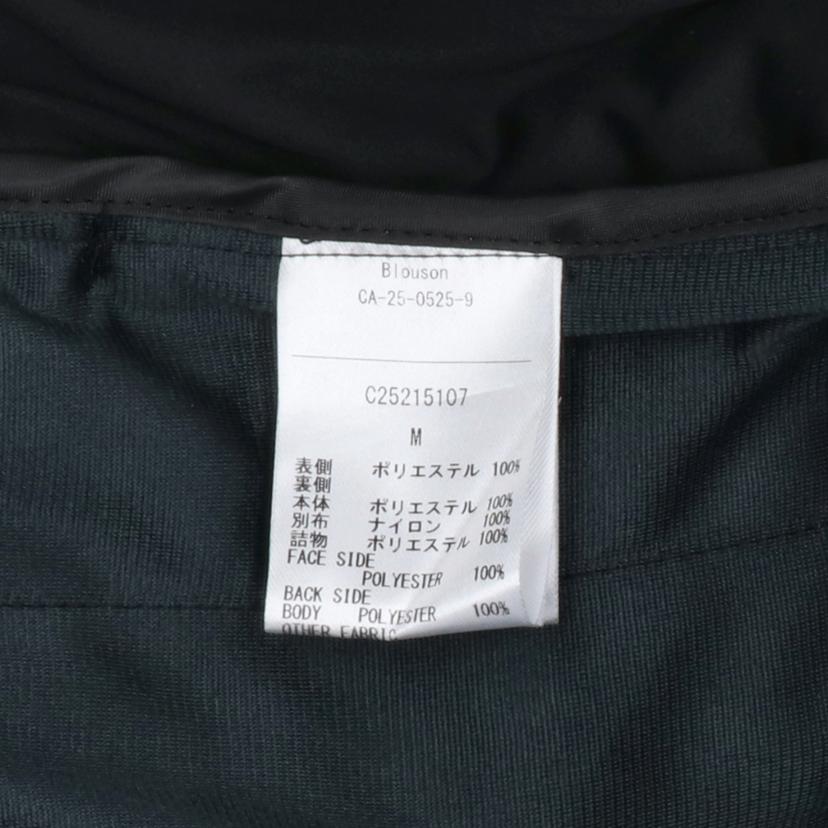 Blouson
CA-25-0525-9
C25215107
M
表側 ポリエステル 100%
裏側
本体 ポリエステル 100%
別布 ナイロン 100%
詰物 ポリエステル 100%
FACE SIDE
POLYESTER 100%
BACK SIDE
BODY POLYESTER 100%
OTHER FABRIC